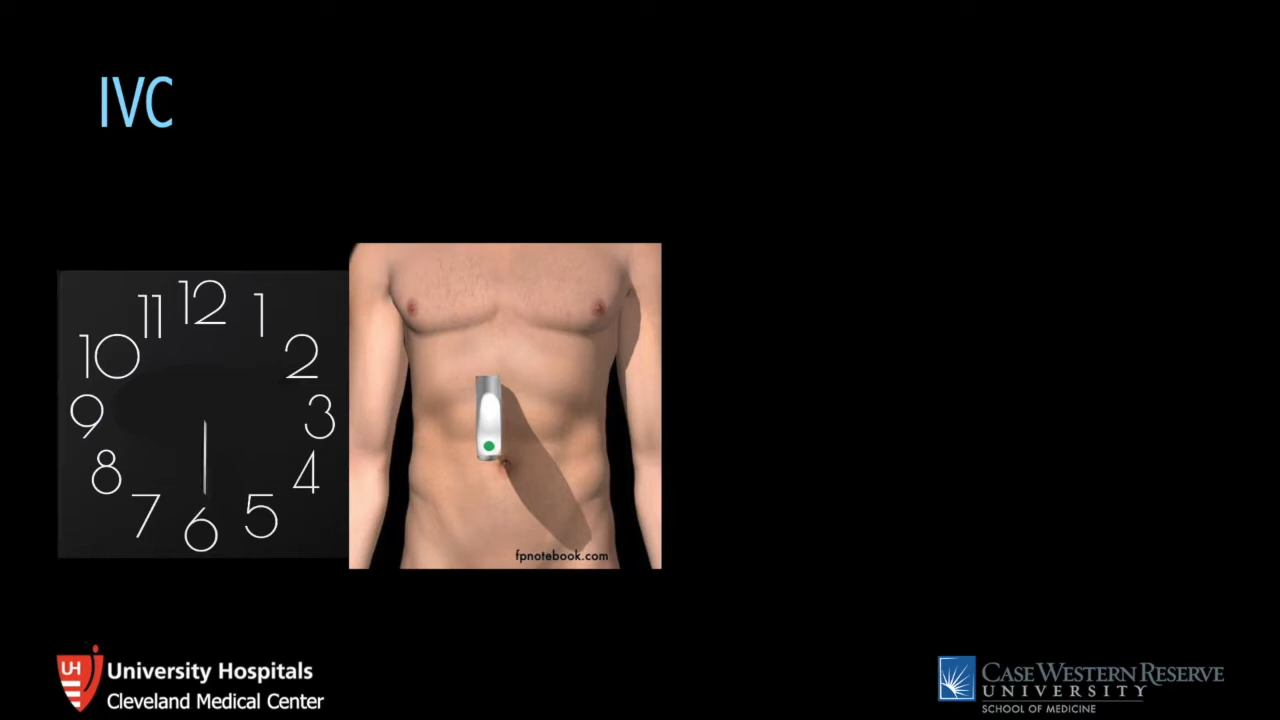 IVC
12
11
1
10
2
9
3
8
4
7
5
6
fpnotebook.com
UH
University Hospitals
Cleveland Medical Center
CASE WESTERN RESERVE
UNIVERSITY
SCHOOL OF MEDICINE